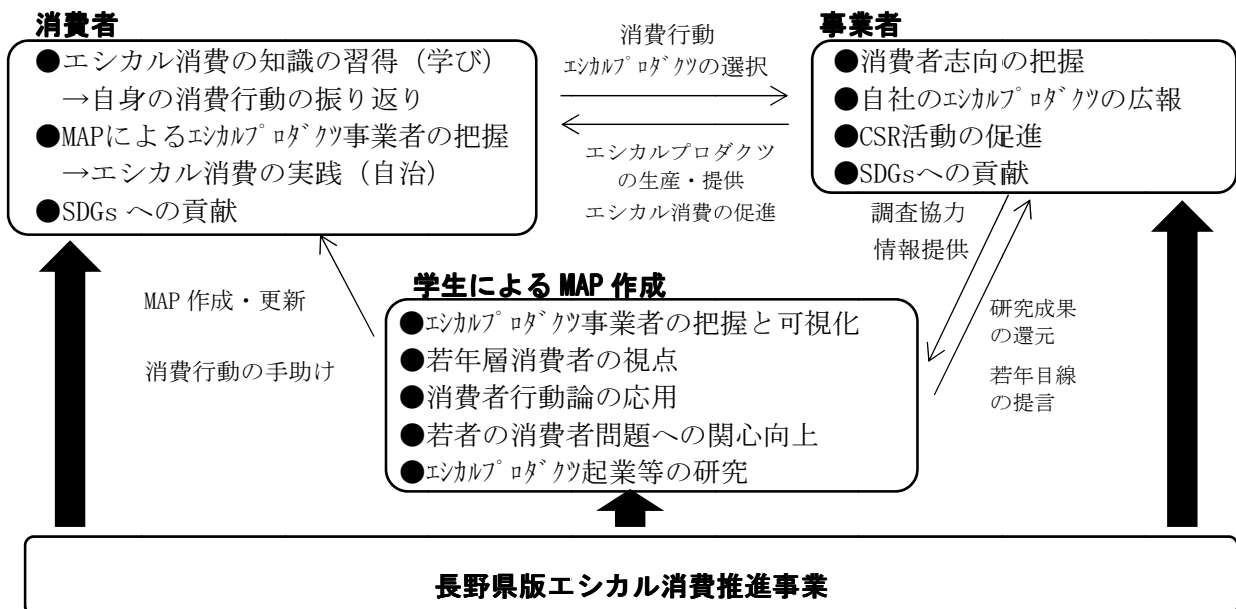 消費者
●エシカル消費の知識の習得（学び）
→自身の消費行動の振り返り
●MAPによるｴｼｶﾙﾌﾟﾛﾀﾞｸﾂ事業者の把握
→エシカル消費の実践（自治）
●SDGs への貢献
消費行動
ｴｼｶﾙﾌﾟﾛﾀﾞｸﾂの選択
エシカルプロダクツ
の生産・提供
エシカル消費の促進
事業者
●消費者志向の把握
●自社のｴｼｶﾙﾌﾟﾛﾀﾞｸﾂの広報
●CSR活動の促進
●SDGsへの貢献
調査協力
情報提供
MAP 作成・更新
消費行動の手助け
学生による MAP 作成
●ｴｼｶﾙﾌﾟﾛﾀﾞｸﾂ事業者の把握と可視化
●若年層消費者の視点
●消費者行動論の応用
●若者の消費者問題への関心向上
●ｴｼｶﾙﾌﾟﾛﾀﾞｸﾂ起業等の研究
研究成果
の還元
若年目線
の提言
長野県版エシカル消費推進事業